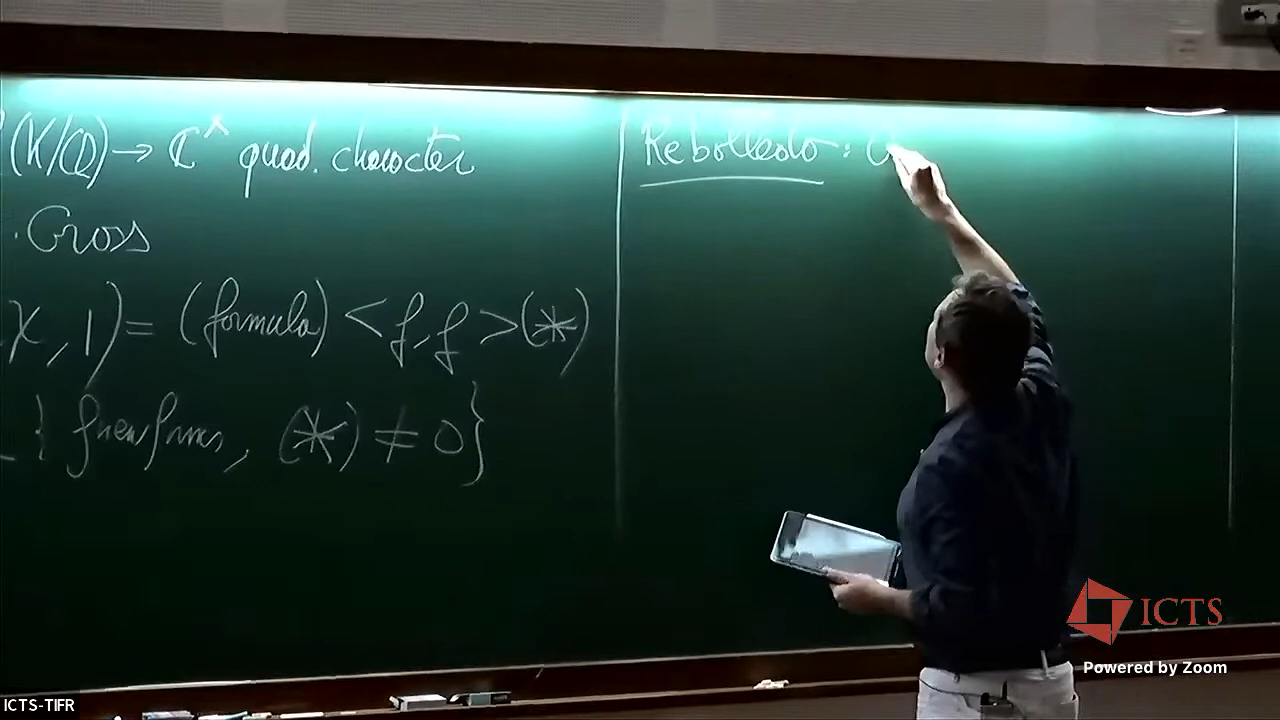 (K/Q) → C^× quad. character
. Gross
χ, 1) = (formula) < f, f > (*)
{ f newforms, (*) ≠ 0 }
Rebolledo :
ICTS
Powered by Zoom
ICTS-TIFR